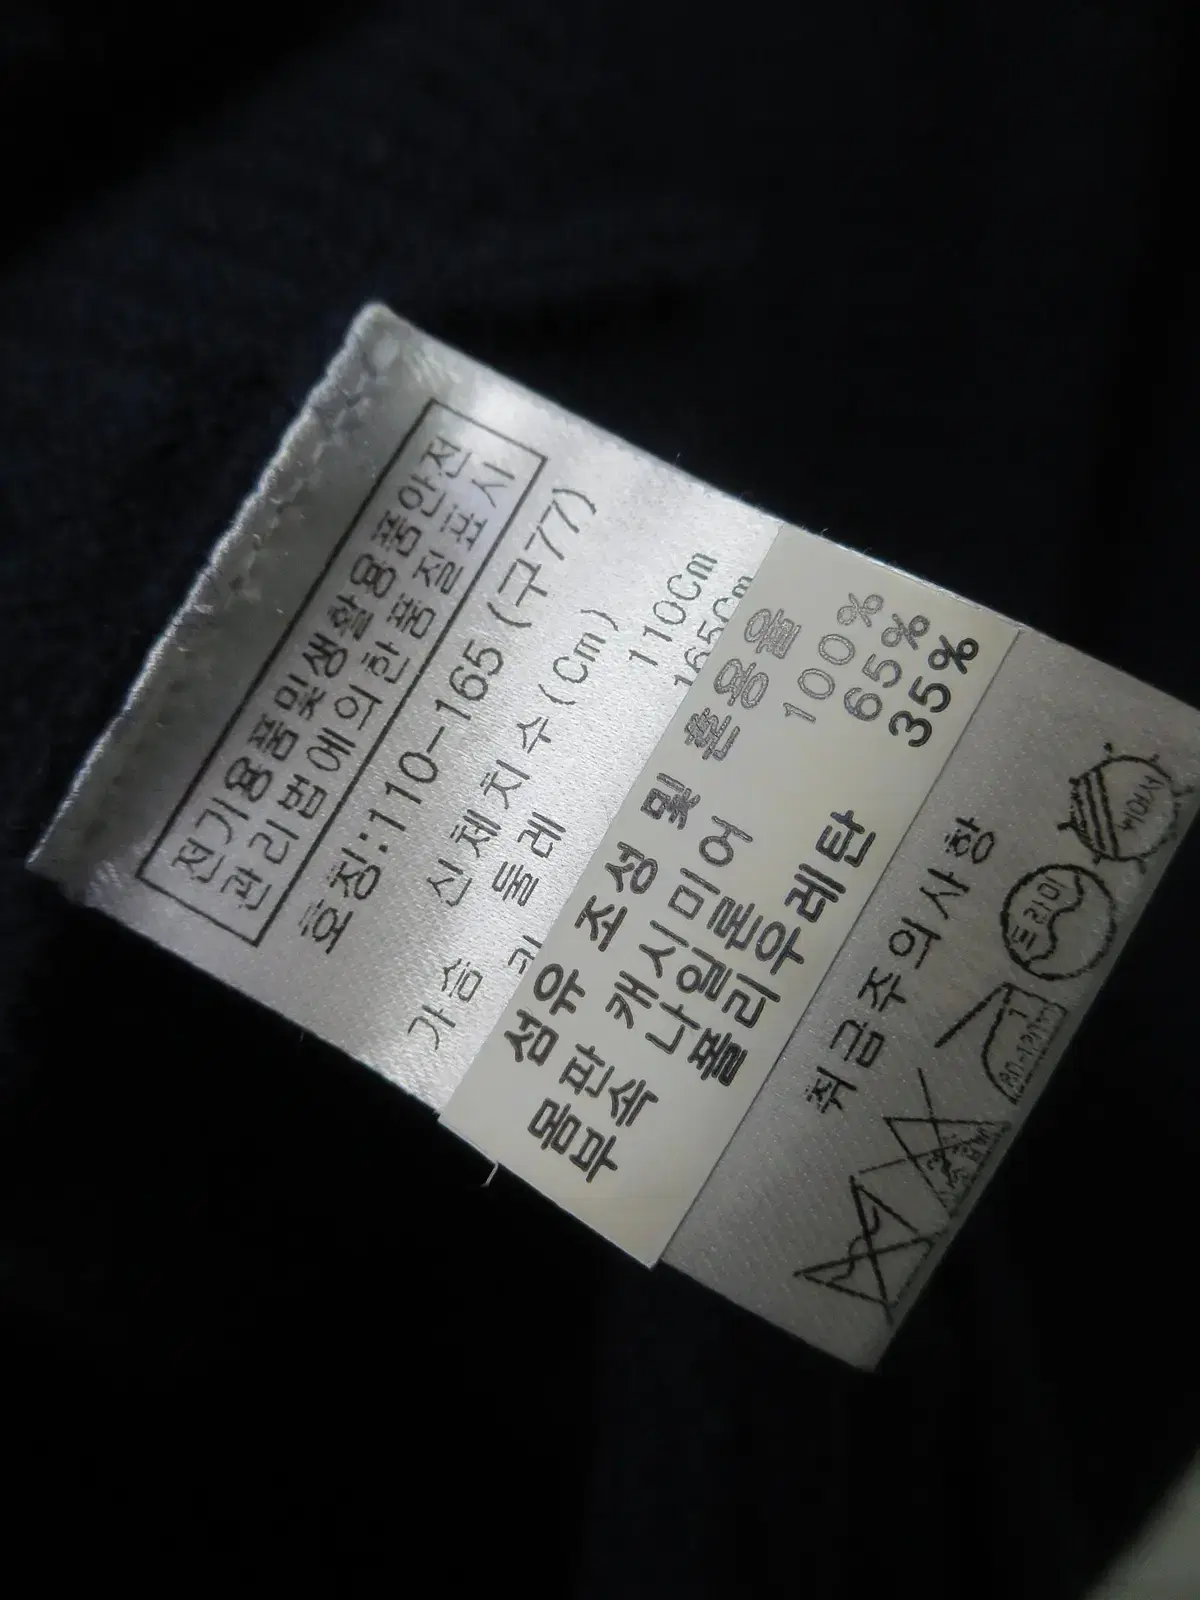 전기용품및생활용품안전
관리법에의한품질표시
호칭:110-165 (구77)
신체치수(Cm)
가슴 둘레 110Cm
키 165Cm
섬유 조성 및 혼용율
몸판 캐시미어 100%
부속 나일론 65%
폴리우레탄 35%
취급주의사항
드라이
80-120